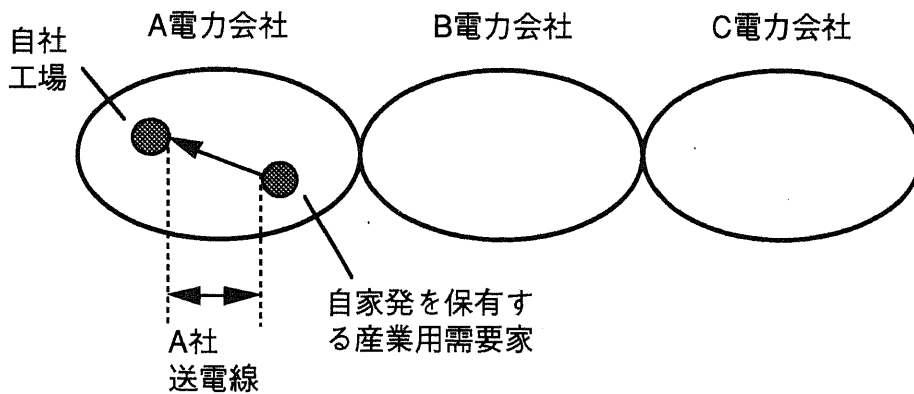 A電力会社
B電力会社
C電力会社
自社
工場
自家発を保有す
る産業用需要家
A社
送電線